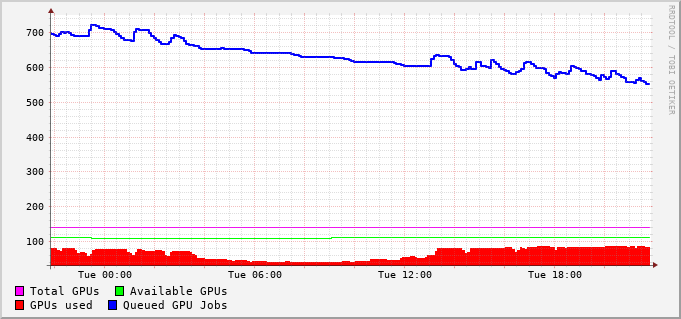 RRDTOOL / TOBI OETIKER
700
600
500
400
300
200
100
Tue 00:00 Tue 06:00 Tue 12:00 Tue 18:00
Total GPUs Available GPUs
GPUs used Queued GPU Jobs